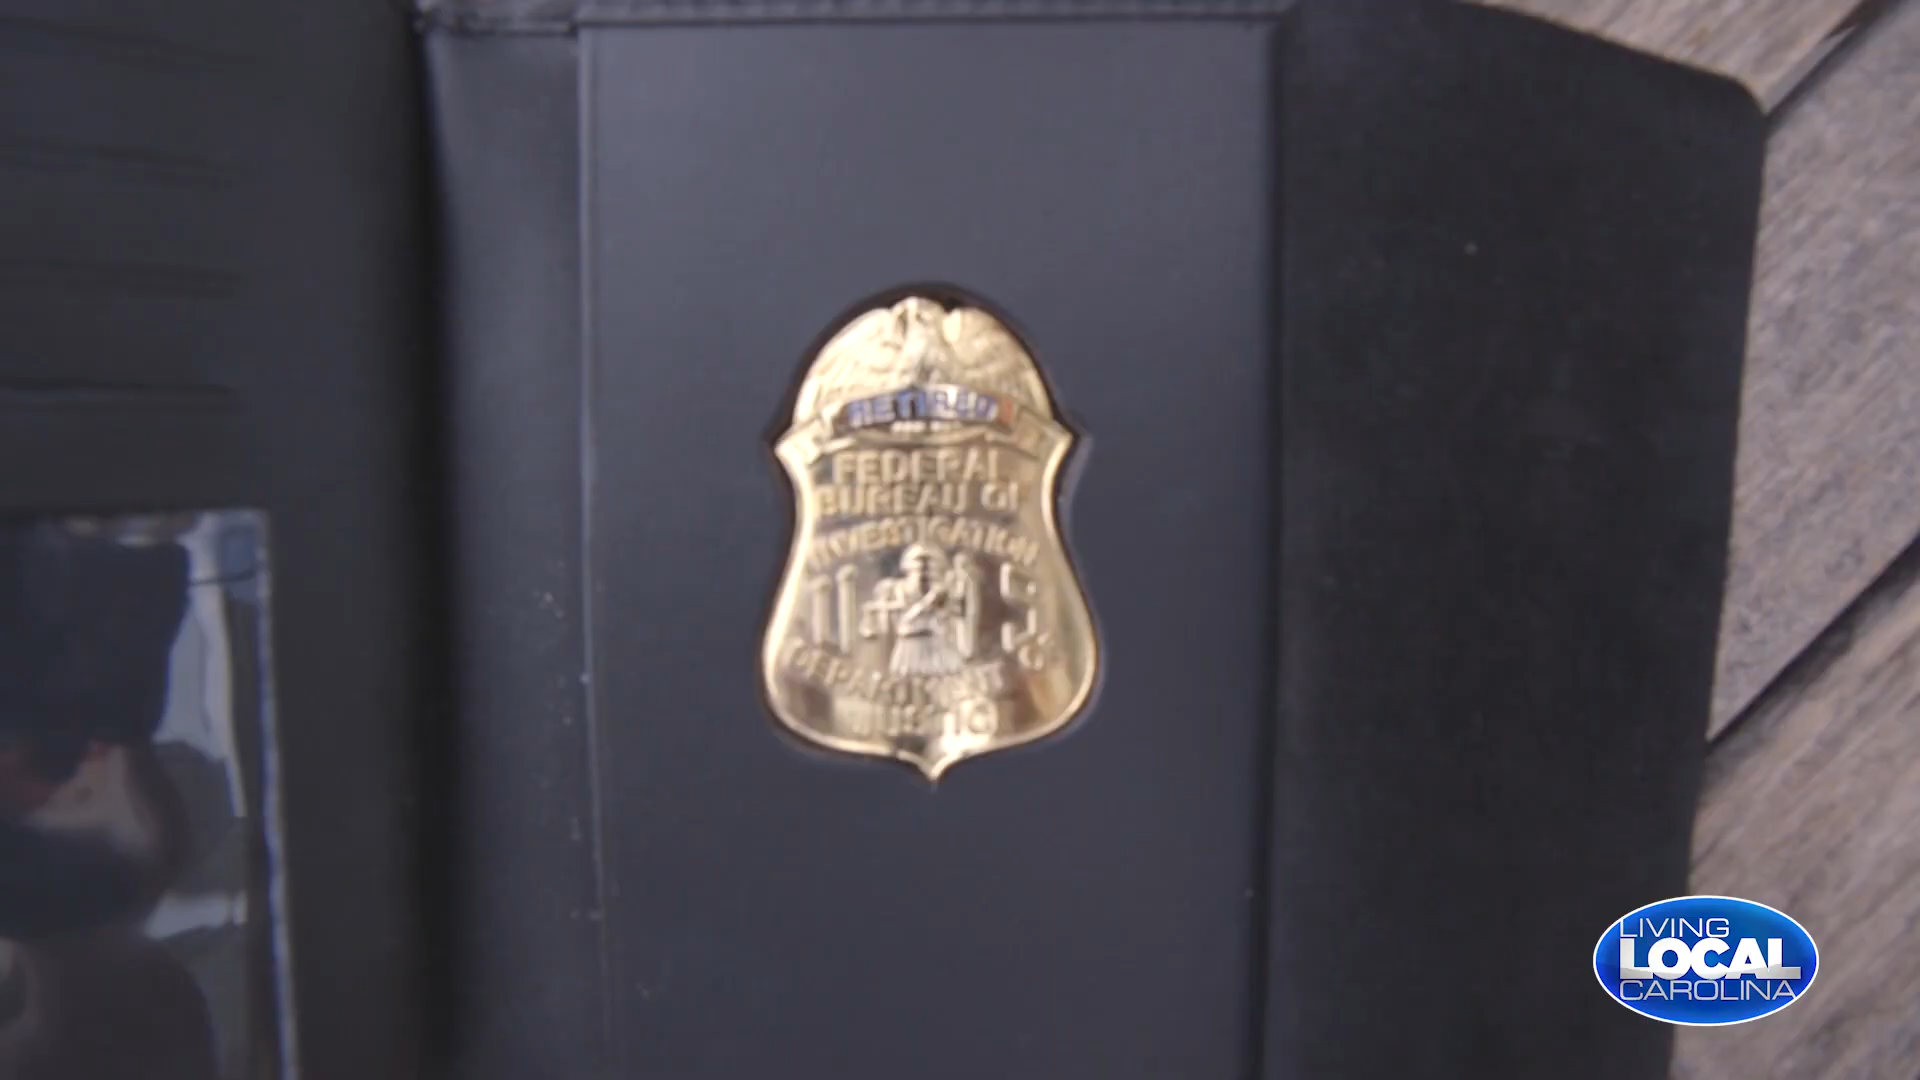 RETIRED
FEDERAL
BUREAU OF
INVESTIGATION
DEPARTMENT OF
JUSTICE
LIVING
LOCAL
CAROLINA